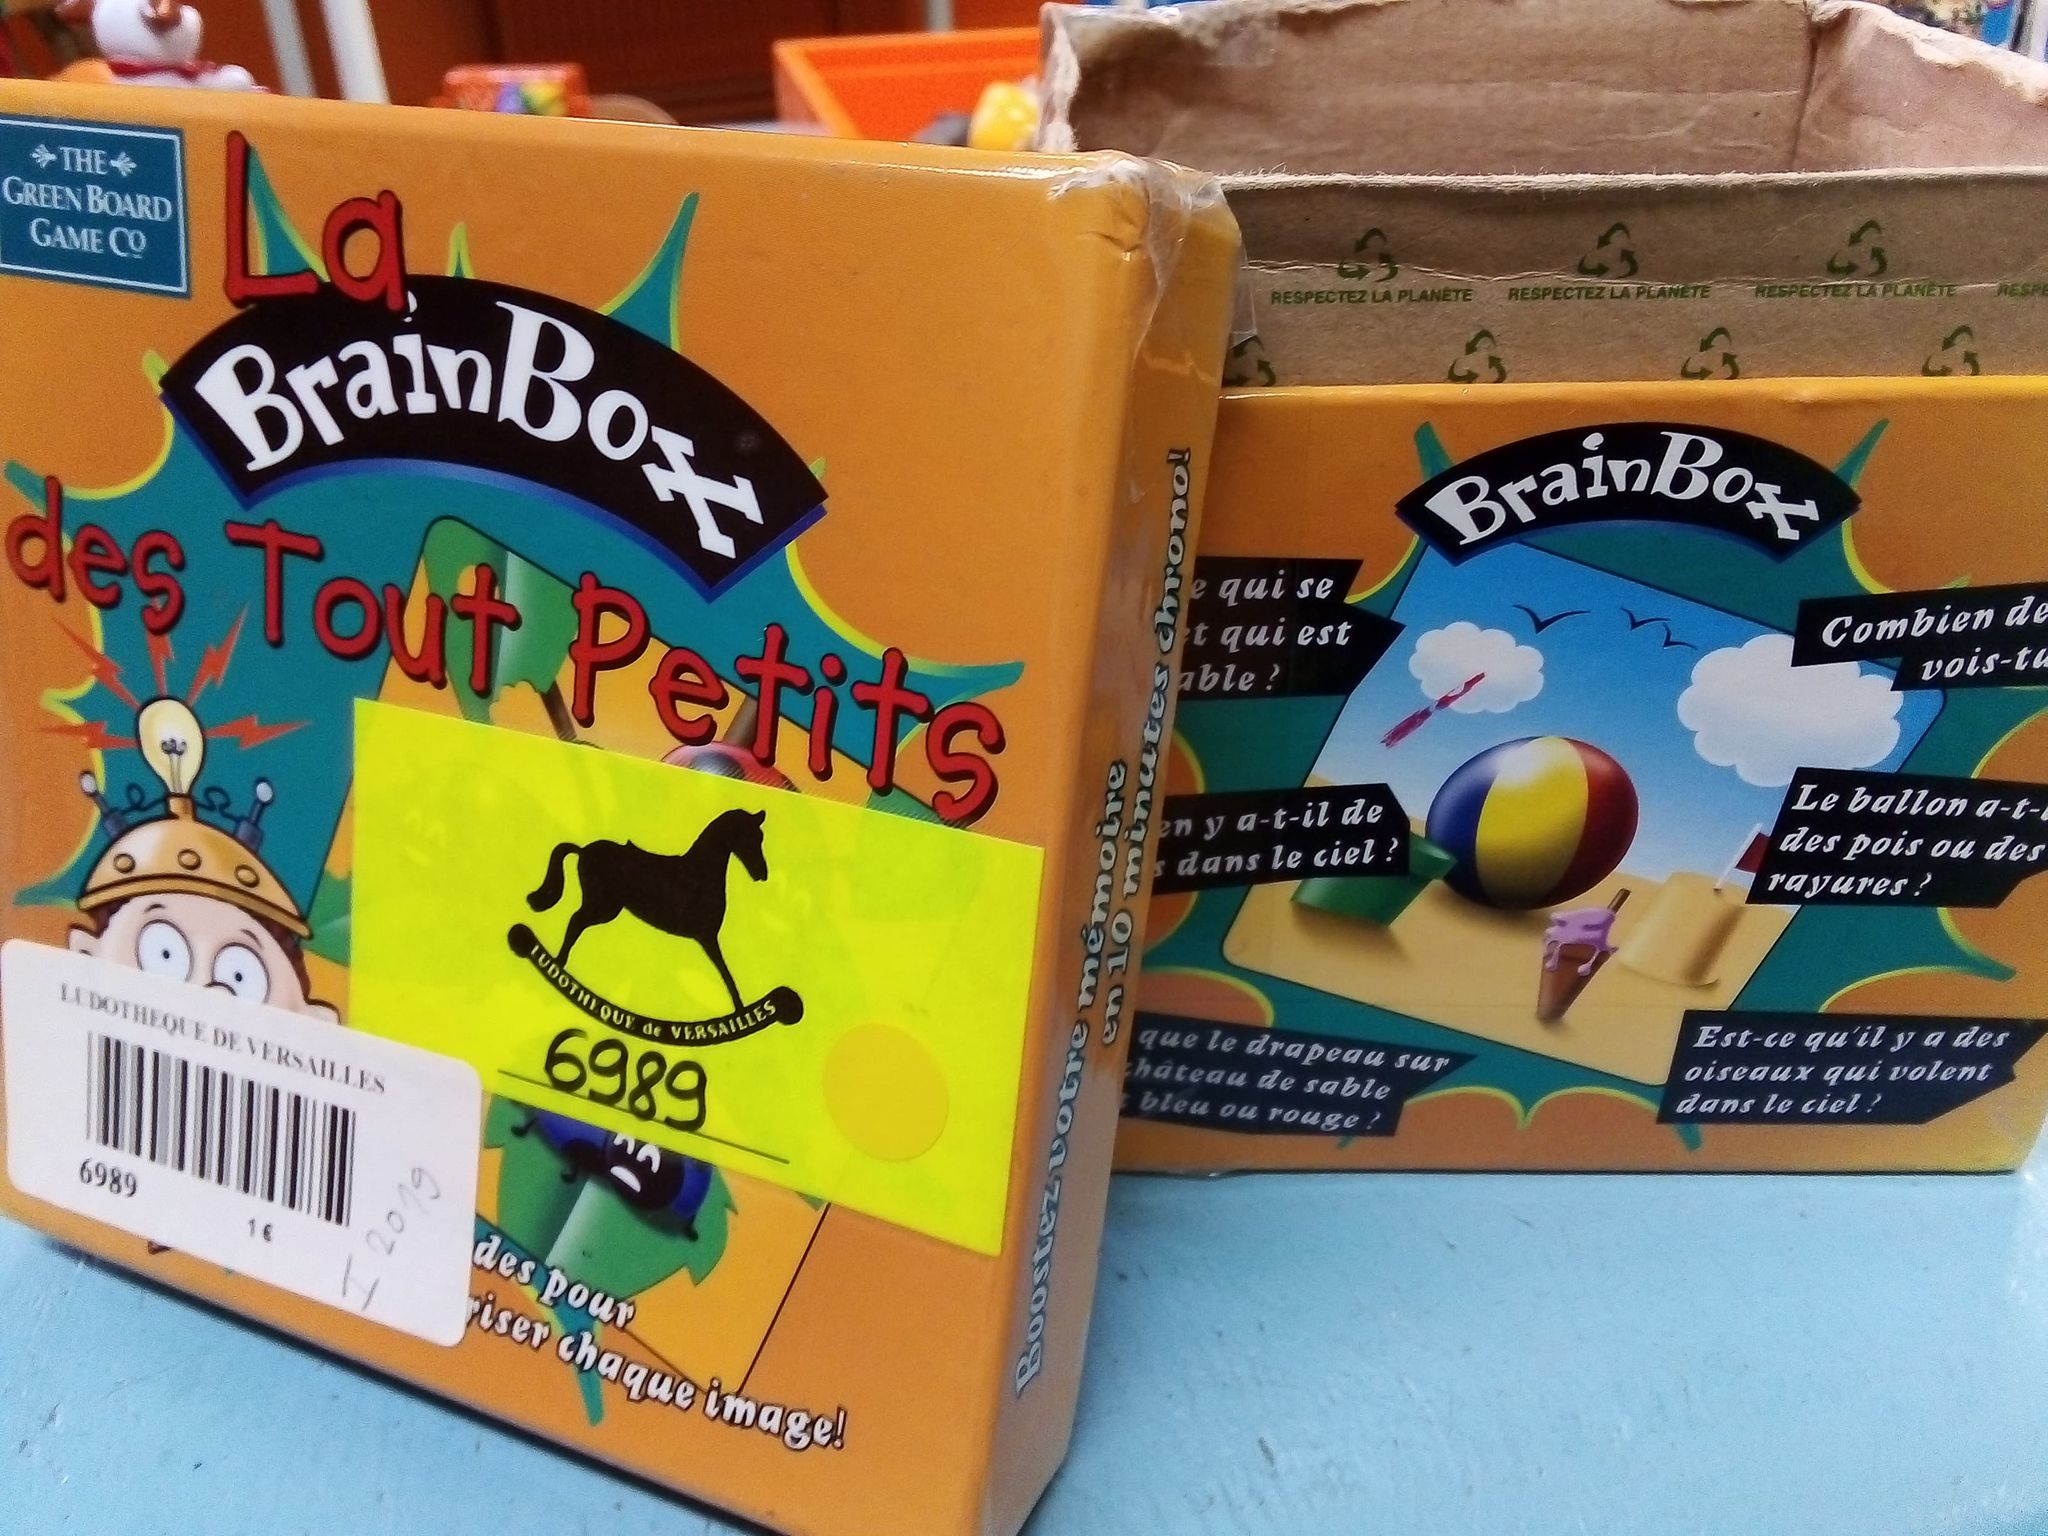 THE
GREEN BOARD
GAME CO
La
BrainBox
des Tout Petits
LUDOTHEQUE de VERSAILLES
6989
LUDOTHEQUE DE VERSAILLES
6989
1 €
I 2019
des pour
chaque image!
Boostez votre mémoire
en 10 minutes chrono!
RESPECTEZ LA PLANÈTE RESPECTEZ LA PLANÈTE RESPECTEZ LA PLANÈTE
BrainBox
qui se
qui est
Combien de
vois-tu
y a-t-il de
dans le ciel ?
Le ballon a-t-
des pois ou des
rayures ?
que le drapeau sur
château de sable
bleu ou rouge ?
Est-ce qu'il y a des
oiseaux qui volent
dans le ciel ?